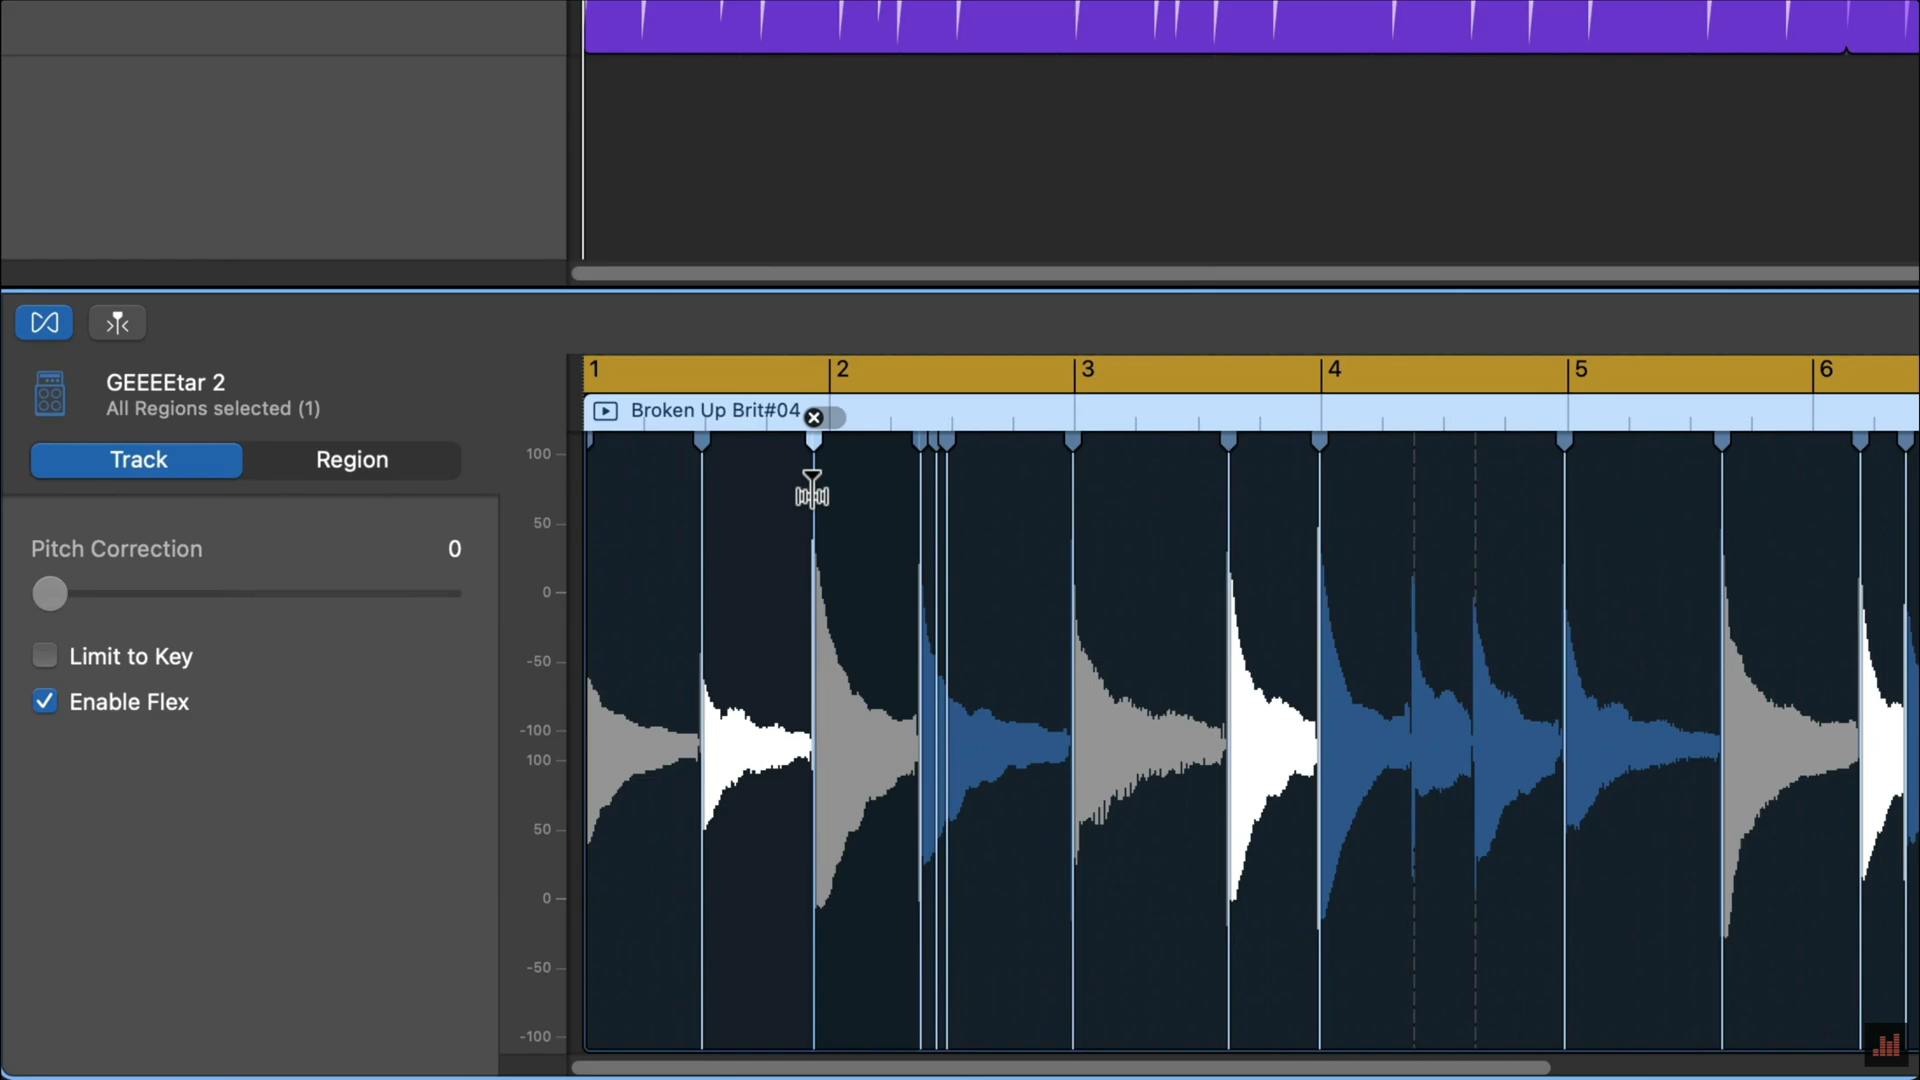 GEEEEtar 2
All Regions selected (1)
Track
Region
Pitch Correction
0
Limit to Key
Enable Flex
1
2
3
4
5
6
Broken Up Brit#04
100
50
0
-50
-100
100
50
0
-50
-100